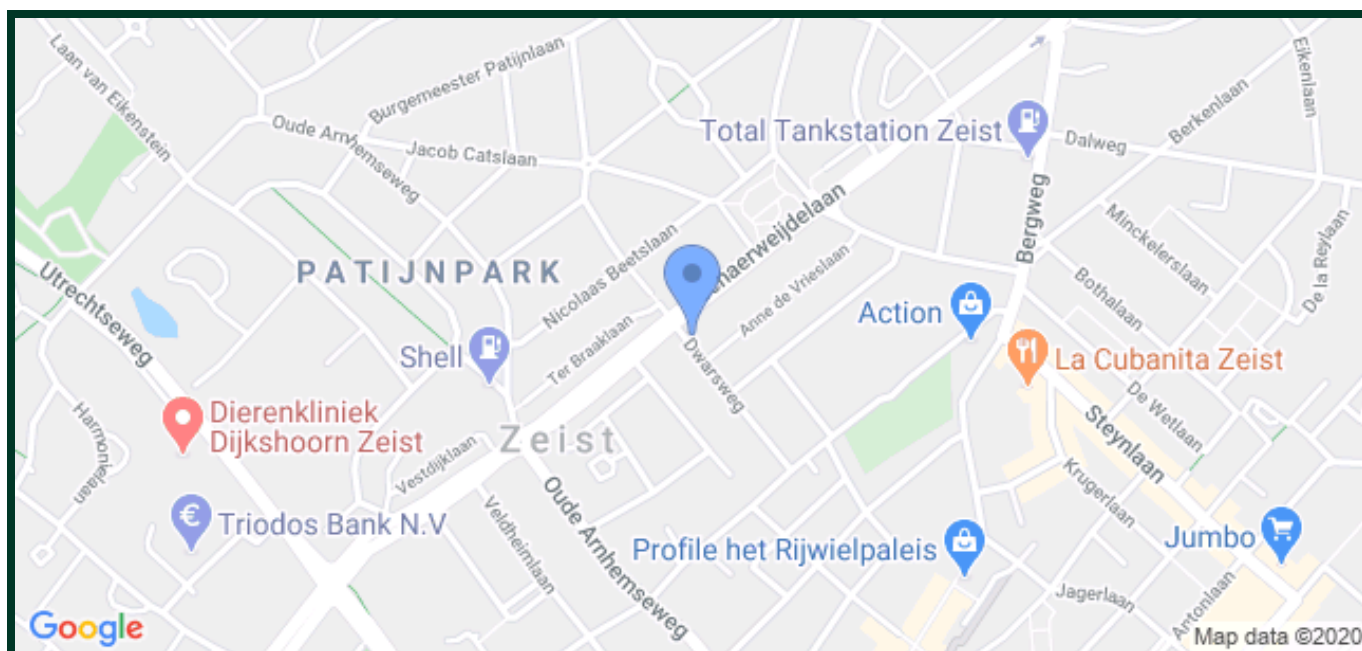 Laan van Eikenstein
Burgemeester Patijnlaan
Oude Arnhemseweg
Jacob Catslaan
Total Tankstation Zeist
Dalweg
Berkenlaan
Eikenlaan
Bergweg
Minckelerslaan
De la Reylaan
Bothalaan
Utrechtseweg
PATIJNPARK
Nicolaas Beetslaan
Anne de Vrieslaan
Action
Shell
Ter Braaklaan
Dwarsweg
La Cubanita Zeist
De Wetlaan
Steynlaan
Dierenkliniek
Dijkshoorn Zeist
Zeist
Vestdijklaan
Krugerlaan
Triodos Bank N.V
Veldheimlaan
Oude Arnhemseweg
Profile het Rijwielpaleis
Jumbo
Jagerlaan
Antonlaan
Google
Map data ©2020